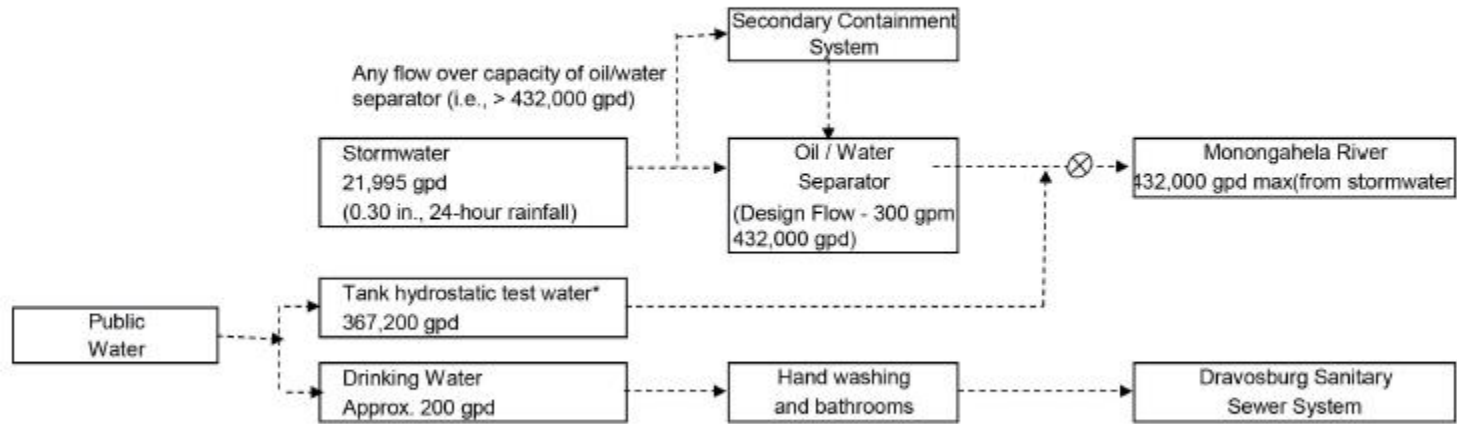 Secondary Containment
System
Any flow over capacity of oil/water
separator (i.e., > 432,000 gpd)
Stormwater
21,995 gpd
(0.30 in., 24-hour rainfall)
Oil / Water
Separator
(Design Flow - 300 gpm
432,000 gpd)
Monongahela River
432,000 gpd max(from stormwater
Public
Water
Tank hydrostatic test water*
367,200 gpd
Drinking Water
Approx. 200 gpd
Hand washing
and bathrooms
Dravosburg Sanitary
Sewer System